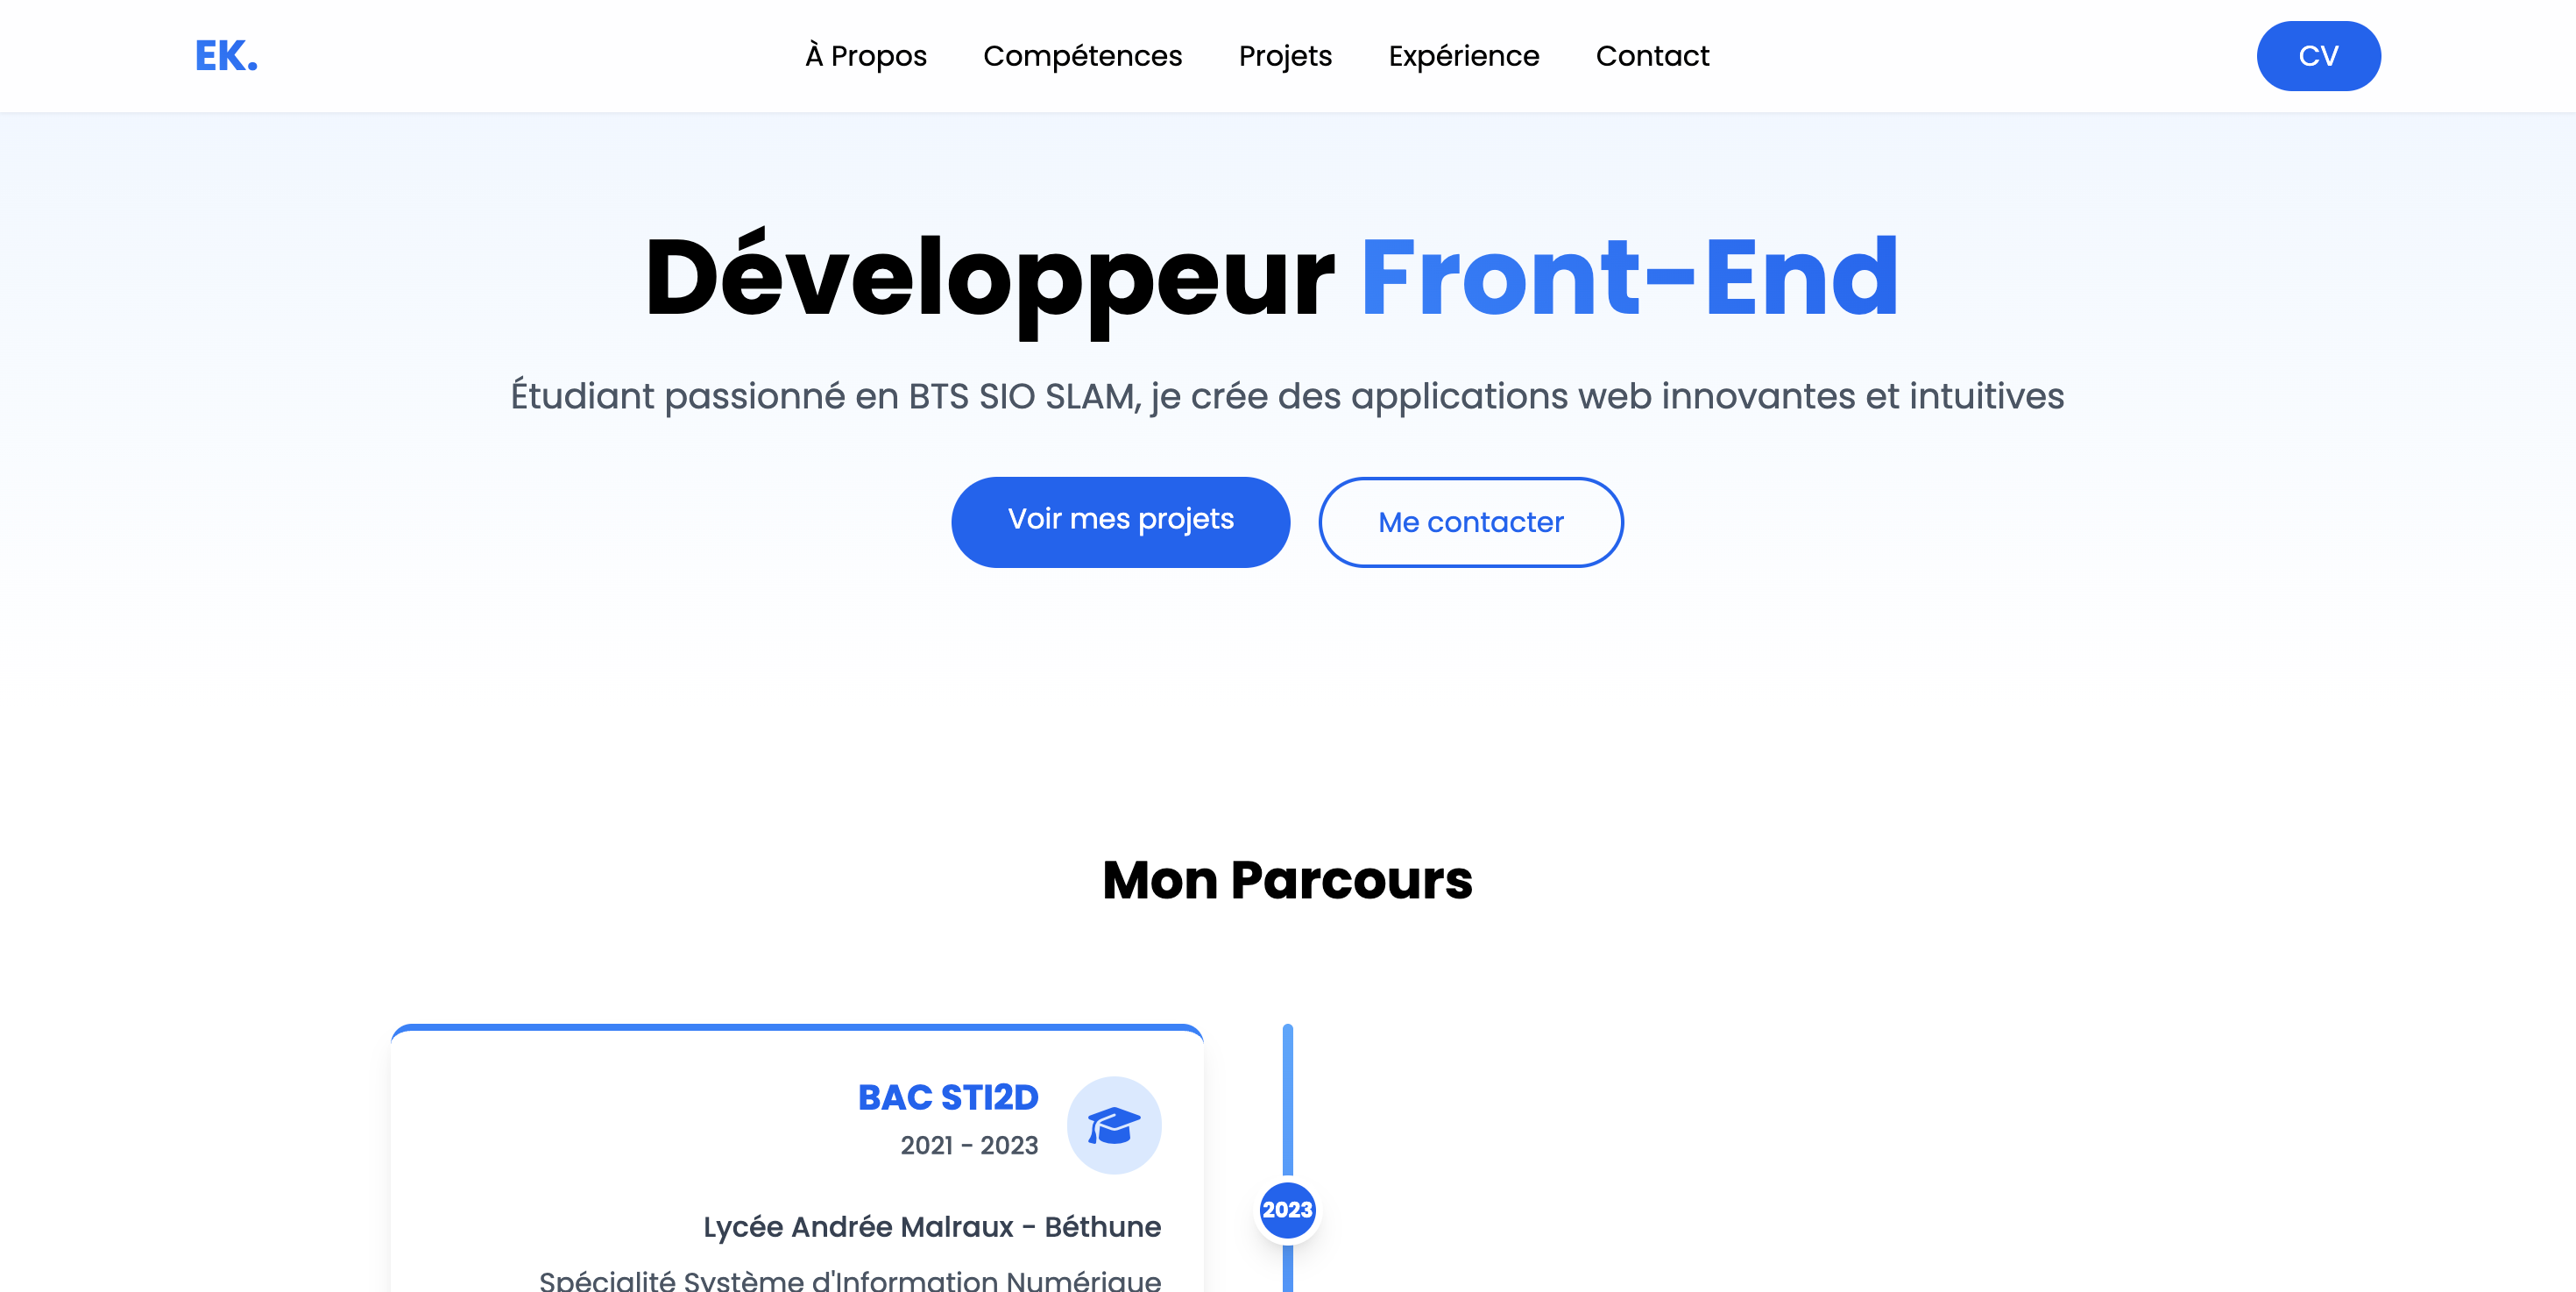 EK.
À Propos
Compétences
Projets
Expérience
Contact
CV
Développeur Front-End
Étudiant passionné en BTS SIO SLAM, je crée des applications web innovantes et intuitives
Voir mes projets
Me contacter
Mon Parcours
BAC STI2D
2021 - 2023
2023
Lycée Andrée Malraux - Béthune
Spécialité Système d'Information Numérique